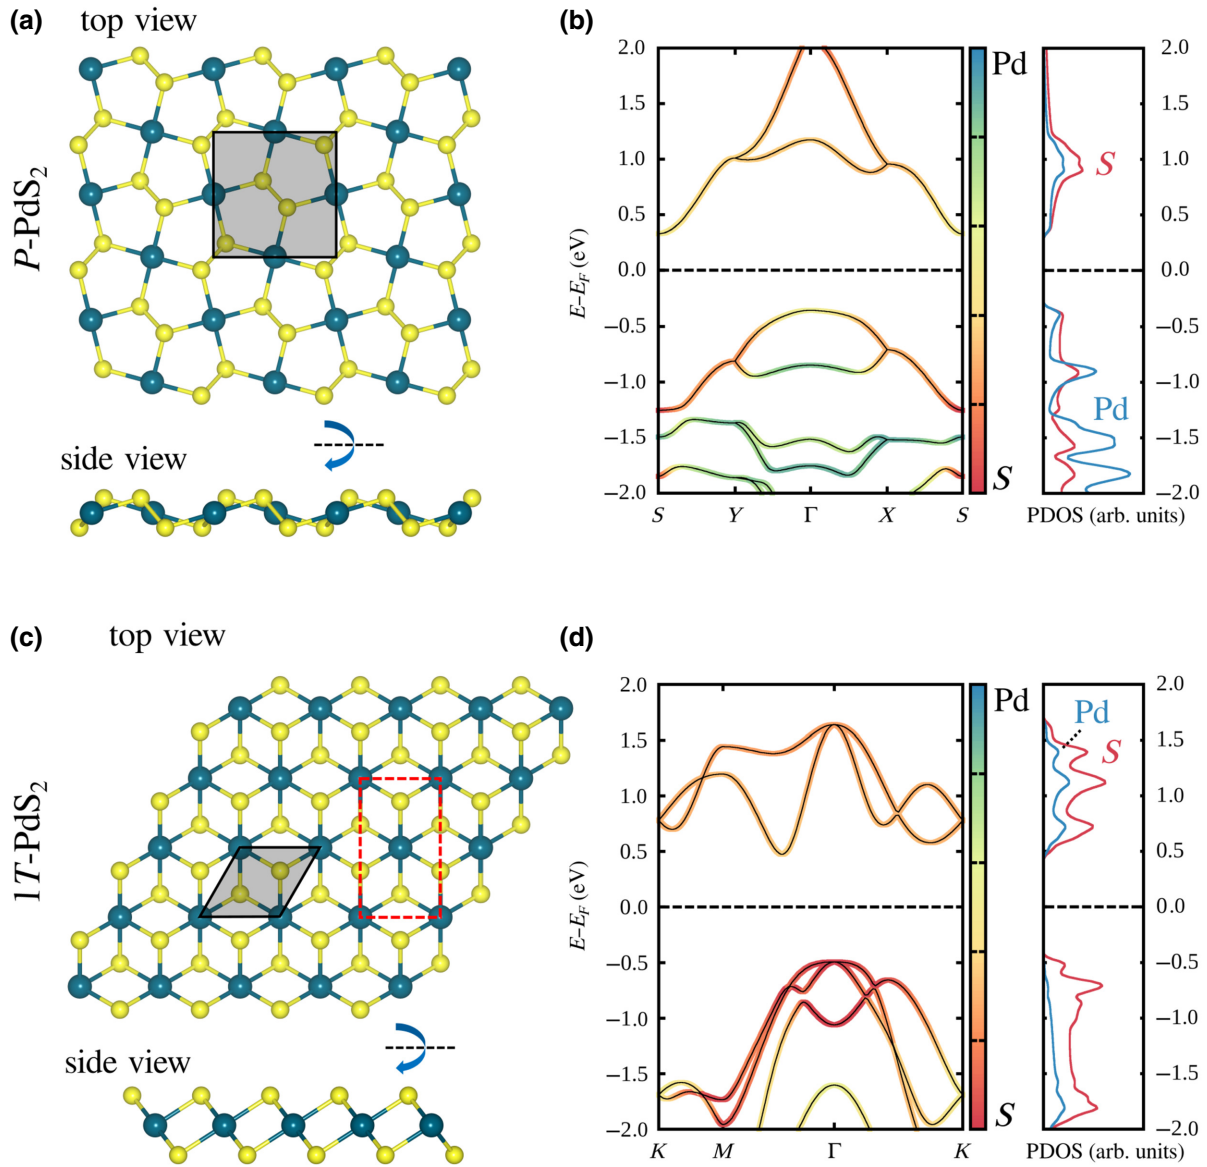 (a)
top view
P-PdS₂
side view
(b)
E–E_F (eV)
2.0
1.5
1.0
0.5
0.0
−0.5
−1.0
−1.5
−2.0
S Y Γ X S
Pd
S
S
Pd
2.0
1.5
1.0
0.5
0.0
−0.5
−1.0
−1.5
−2.0
PDOS (arb. units)
(c)
top view
1T-PdS₂
side view
(d)
E–E_F (eV)
2.0
1.5
1.0
0.5
0.0
−0.5
−1.0
−1.5
−2.0
K M Γ K
Pd
S
Pd
S
2.0
1.5
1.0
0.5
0.0
−0.5
−1.0
−1.5
−2.0
PDOS (arb. units)